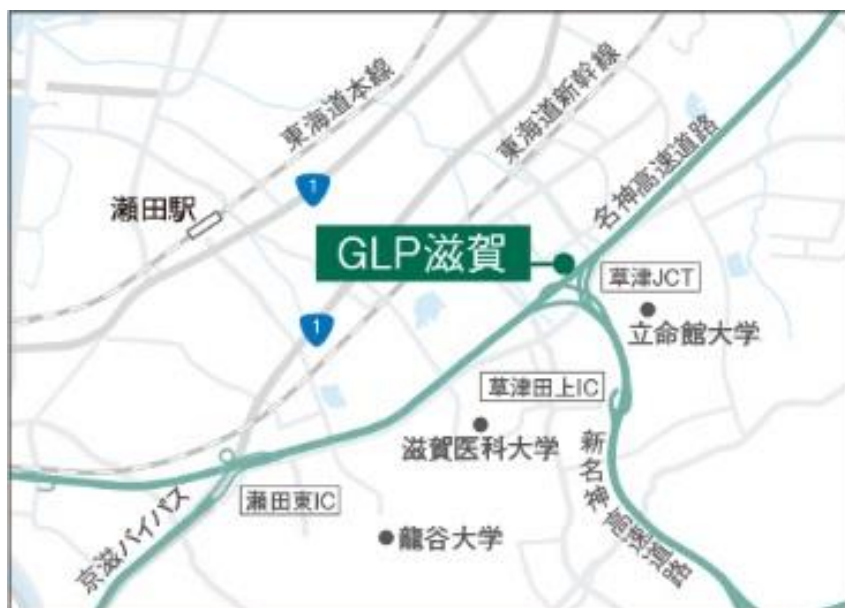 東海道本線
東海道新幹線
名神高速道路
1
瀬田駅
GLP滋賀
草津JCT
立命館大学
1
草津田上IC
滋賀医科大学
新名神高速道路
瀬田東IC
京滋バイパス
龍谷大学